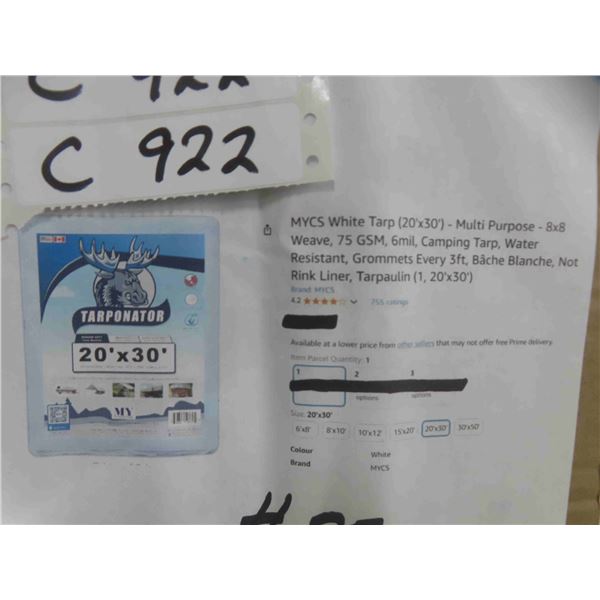 C 922
C 922
MYCS White Tarp (20'x30') - Multi Purpose - 8x8
Weave, 75 GSM, 6mil, Camping Tarp, Water
Resistant, Grommets Every 3ft, Bâche Blanche, Not
Rink Liner, Tarpaulin (1, 20'x30')
Brand: MYCS
4.2 755 ratings
Available at a lower price from other sellers that may not offer free Prime delivery.
Item Parcel Quantity: 1
1 2 3
options options
Size: 20'x30'
6'x8' 8'x10' 10'x12' 15'x20' 20'x30' 30'x50'
Colour White
Brand MYCS
TARPONATOR
20'x30'
MY